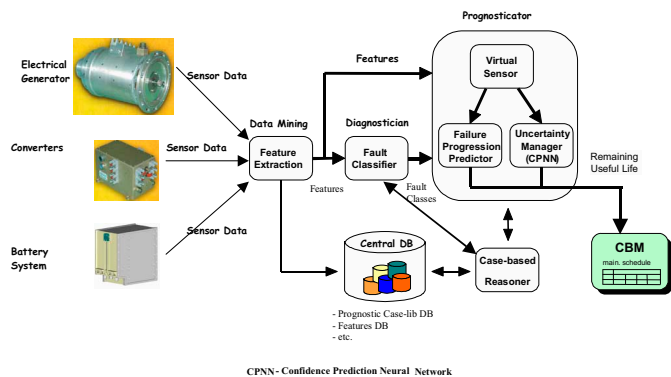 Prognosticator
Electrical
Generator
Sensor Data
Features
Virtual
Sensor
Data Mining
Diagnostician
Converters
Sensor Data
Feature
Extraction
Fault
Classifier
Failure
Progression
Predictor
Uncertainty
Manager
(CPNN)
Remaining
Useful Life
Features
Fault
Classes
Battery
System
Sensor Data
Central DB
Case-based
Reasoner
CBM
main. schedule
- Prognostic Case-lib DB
- Features DB
- etc.
CPNN - Confidence Prediction Neural Network